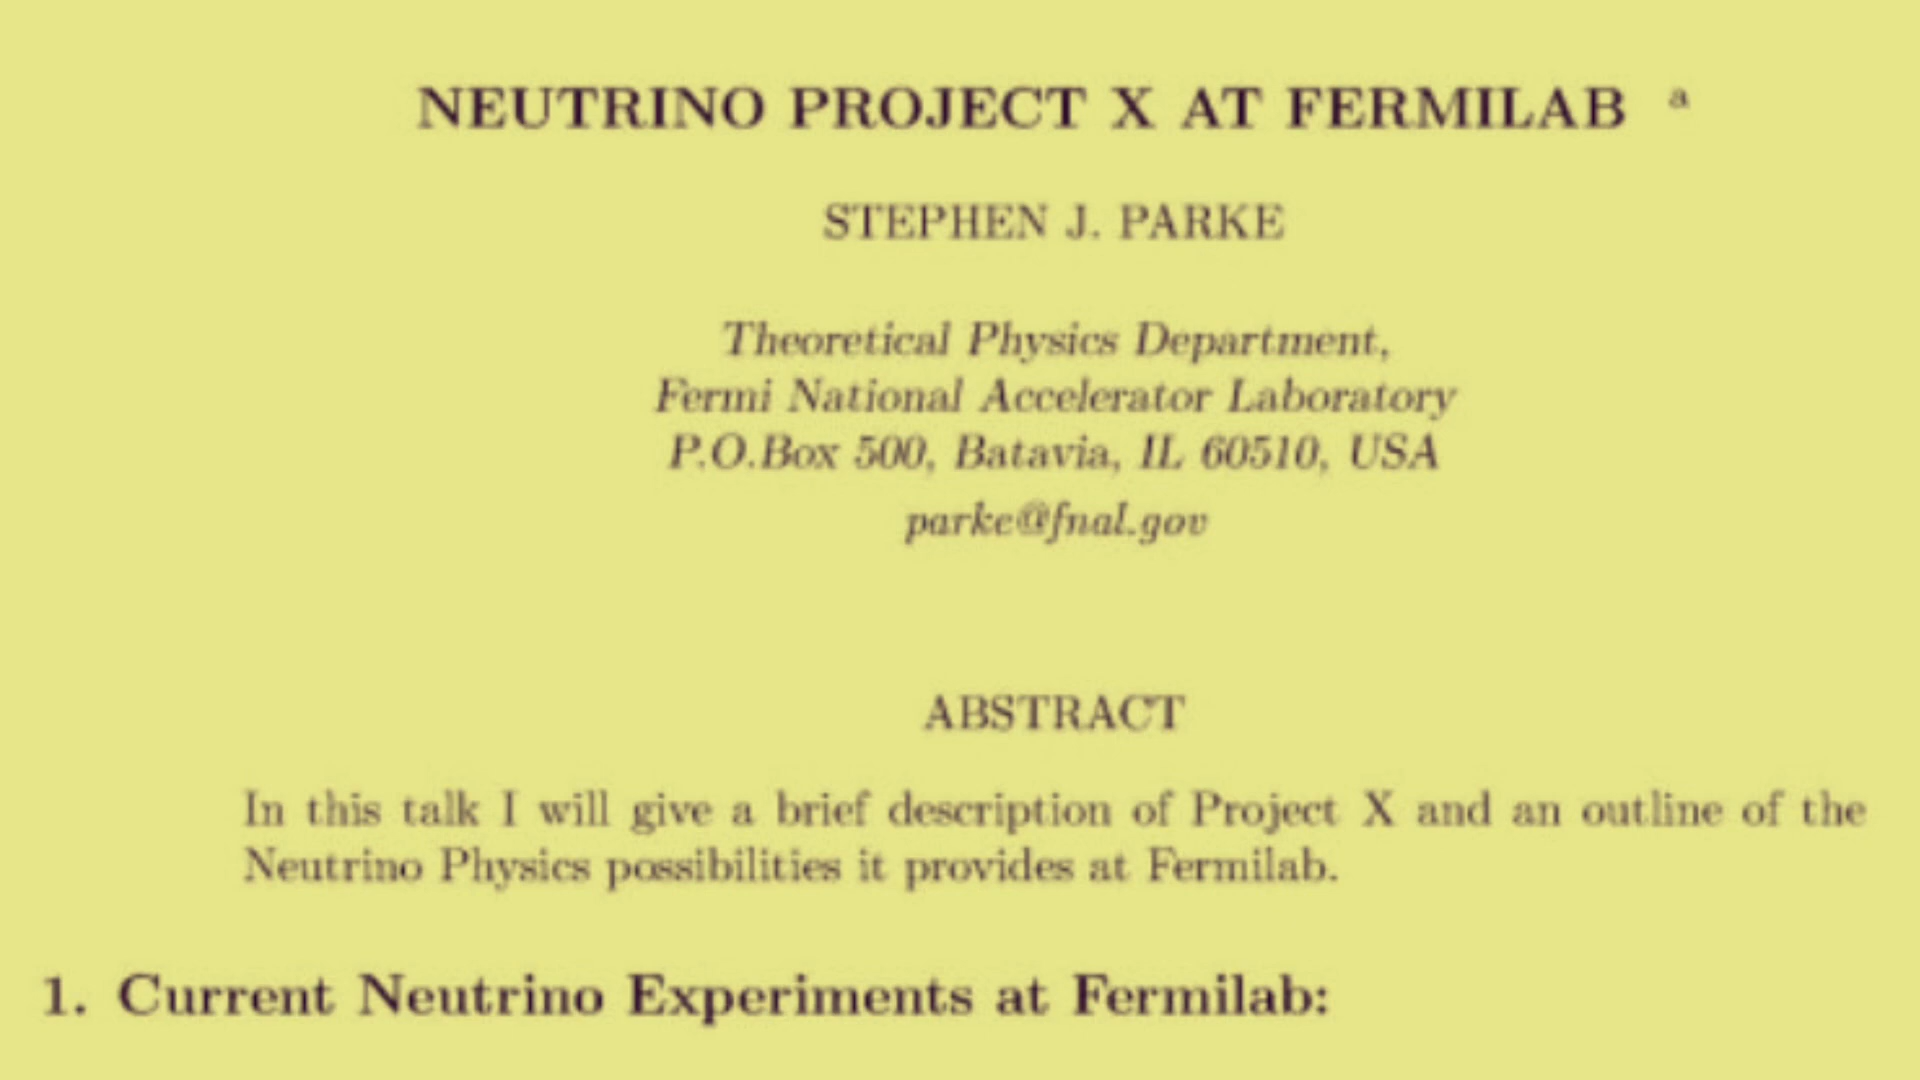 NEUTRINO PROJECT X AT FERMILAB a
STEPHEN J. PARKE
Theoretical Physics Department,
Fermi National Accelerator Laboratory
P.O.Box 500, Batavia, IL 60510, USA
parke@fnal.gov
ABSTRACT
In this talk I will give a brief description of Project X and an outline of the
Neutrino Physics possibilities it provides at Fermilab.
1. Current Neutrino Experiments at Fermilab: